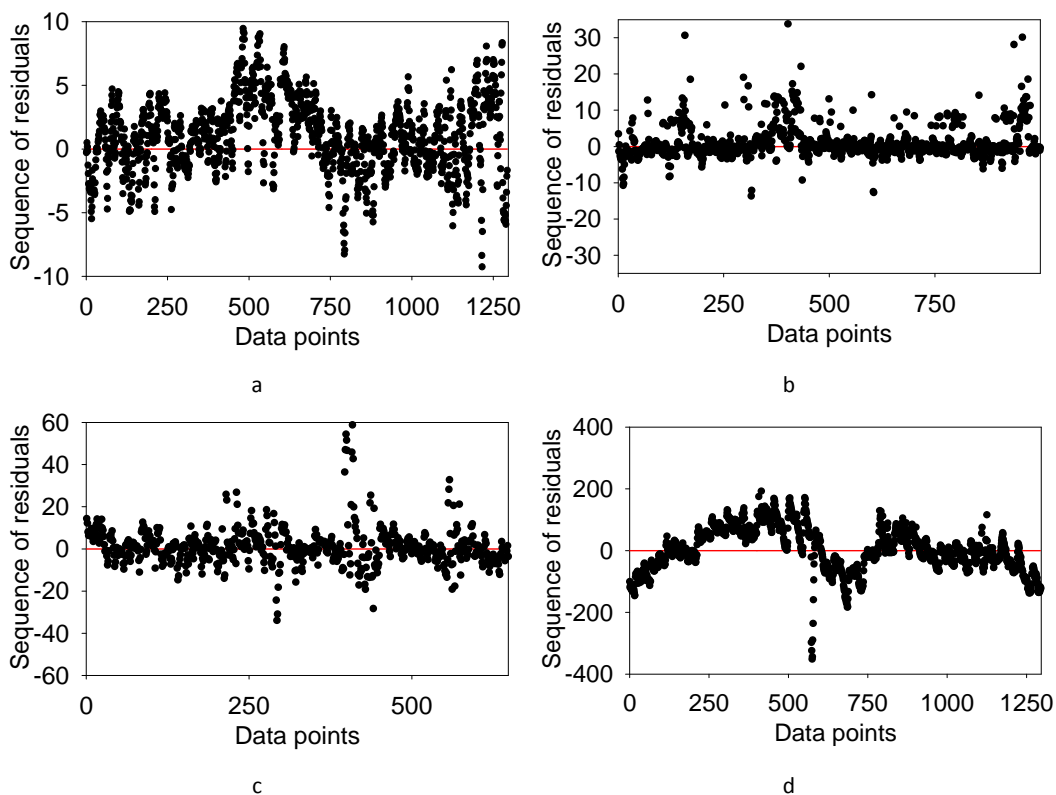 Sequence of residuals
10
5
0
-5
-10
0 250 500 750 1000 1250
Data points
a
Sequence of residuals
30
20
10
0
-10
-20
-30
0 250 500 750
Data points
b
Sequence of residuals
60
40
20
0
-20
-40
-60
0 250 500
Data points
c
Sequence of residuals
400
200
0
-200
-400
0 250 500 750 1000 1250
Data points
d